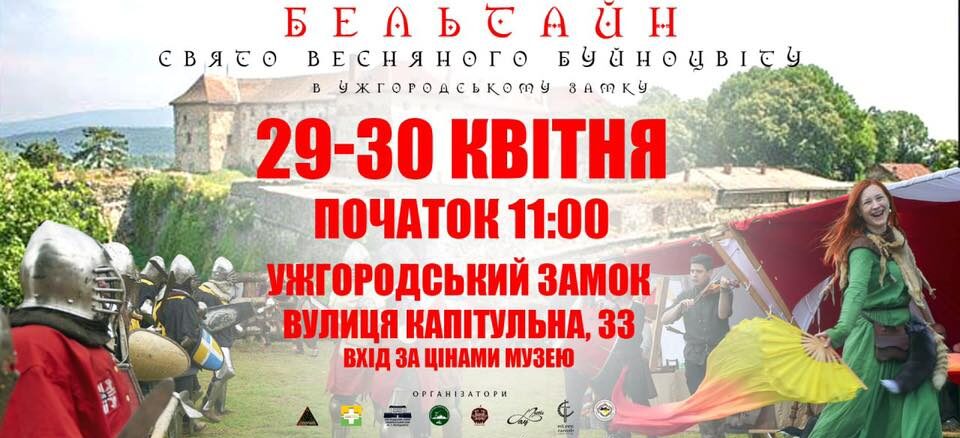 БЕЛЬТАЙН
СВЯТО ВЕСНЯНОГО БУЙНОЦВІТУ
В УЖГОРОДСЬКОМУ ЗАМКУ
29-30 КВІТНЯ
ПОЧАТОК 11:00
УЖГОРОДСЬКИЙ ЗАМОК
ВУЛИЦЯ КАПІТУЛЬНА, 33
ВХІД ЗА ЦІНАМИ МУЗЕЮ
ОРГАНІЗАТОРИ